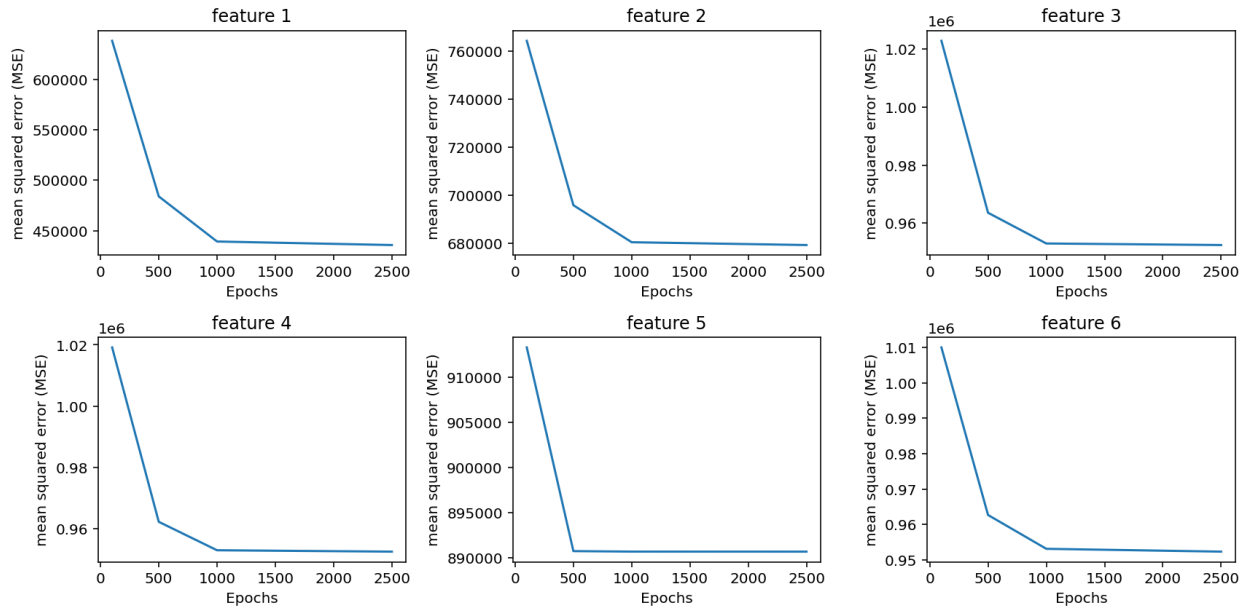 feature 1
mean squared error (MSE)
600000
550000
500000
450000
0 500 1000 1500 2000 2500
Epochs
feature 2
mean squared error (MSE)
760000
740000
720000
700000
680000
0 500 1000 1500 2000 2500
Epochs
feature 3
1e6
mean squared error (MSE)
1.02
1.00
0.98
0.96
0 500 1000 1500 2000 2500
Epochs
feature 4
1e6
mean squared error (MSE)
1.02
1.00
0.98
0.96
0 500 1000 1500 2000 2500
Epochs
feature 5
mean squared error (MSE)
910000
905000
900000
895000
890000
0 500 1000 1500 2000 2500
Epochs
feature 6
1e6
mean squared error (MSE)
1.01
1.00
0.99
0.98
0.97
0.96
0.95
0 500 1000 1500 2000 2500
Epochs